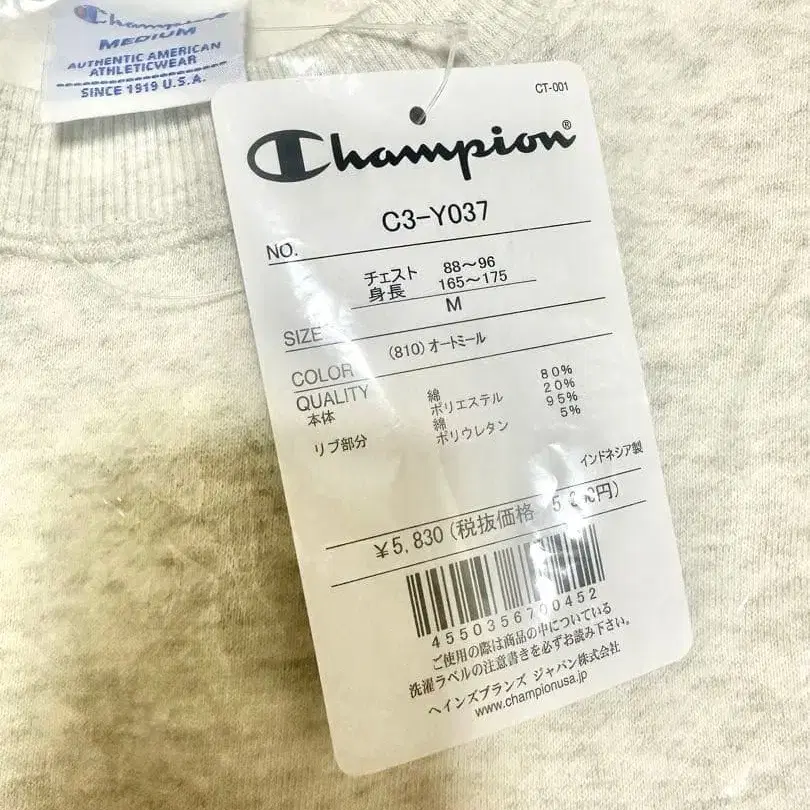 Champion
MEDIUM
AUTHENTIC AMERICAN
ATHLETICWEAR
SINCE 1919 U.S.A.
CT-001
Champion®
NO. C3-Y037
チェスト 88～96
身長 165～175
SIZE M
COLOR (810)オートミール
QUALITY
本体 綿 80%
ポリエステル 20%
リブ部分 綿 95%
ポリウレタン 5%
インドネシア製
¥5,830(税抜価格 円)
4550356700452
ご使用の際は商品の中についている
洗濯ラベルの注意書きを必ずお読み下さい。
ヘインズブランズ ジャパン株式会社
www.championusa.jp